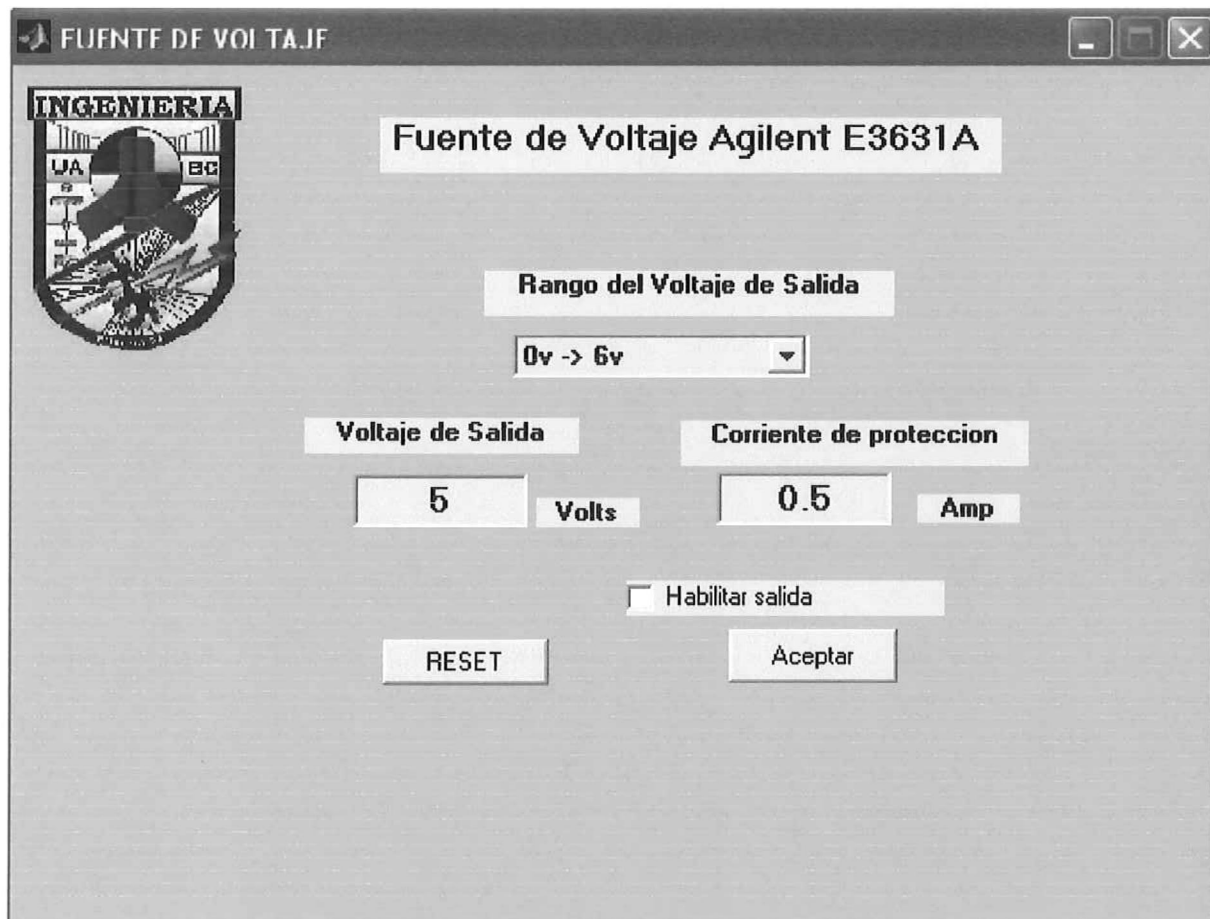 FUENTE DE VOLTAJE
INGENIERIA
UA BC
Fuente de Voltaje Agilent E3631A
Rango del Voltaje de Salida
0v -> 6v
Voltaje de Salida
Corriente de proteccion
5 Volts
0.5 Amp
Habilitar salida
RESET
Aceptar